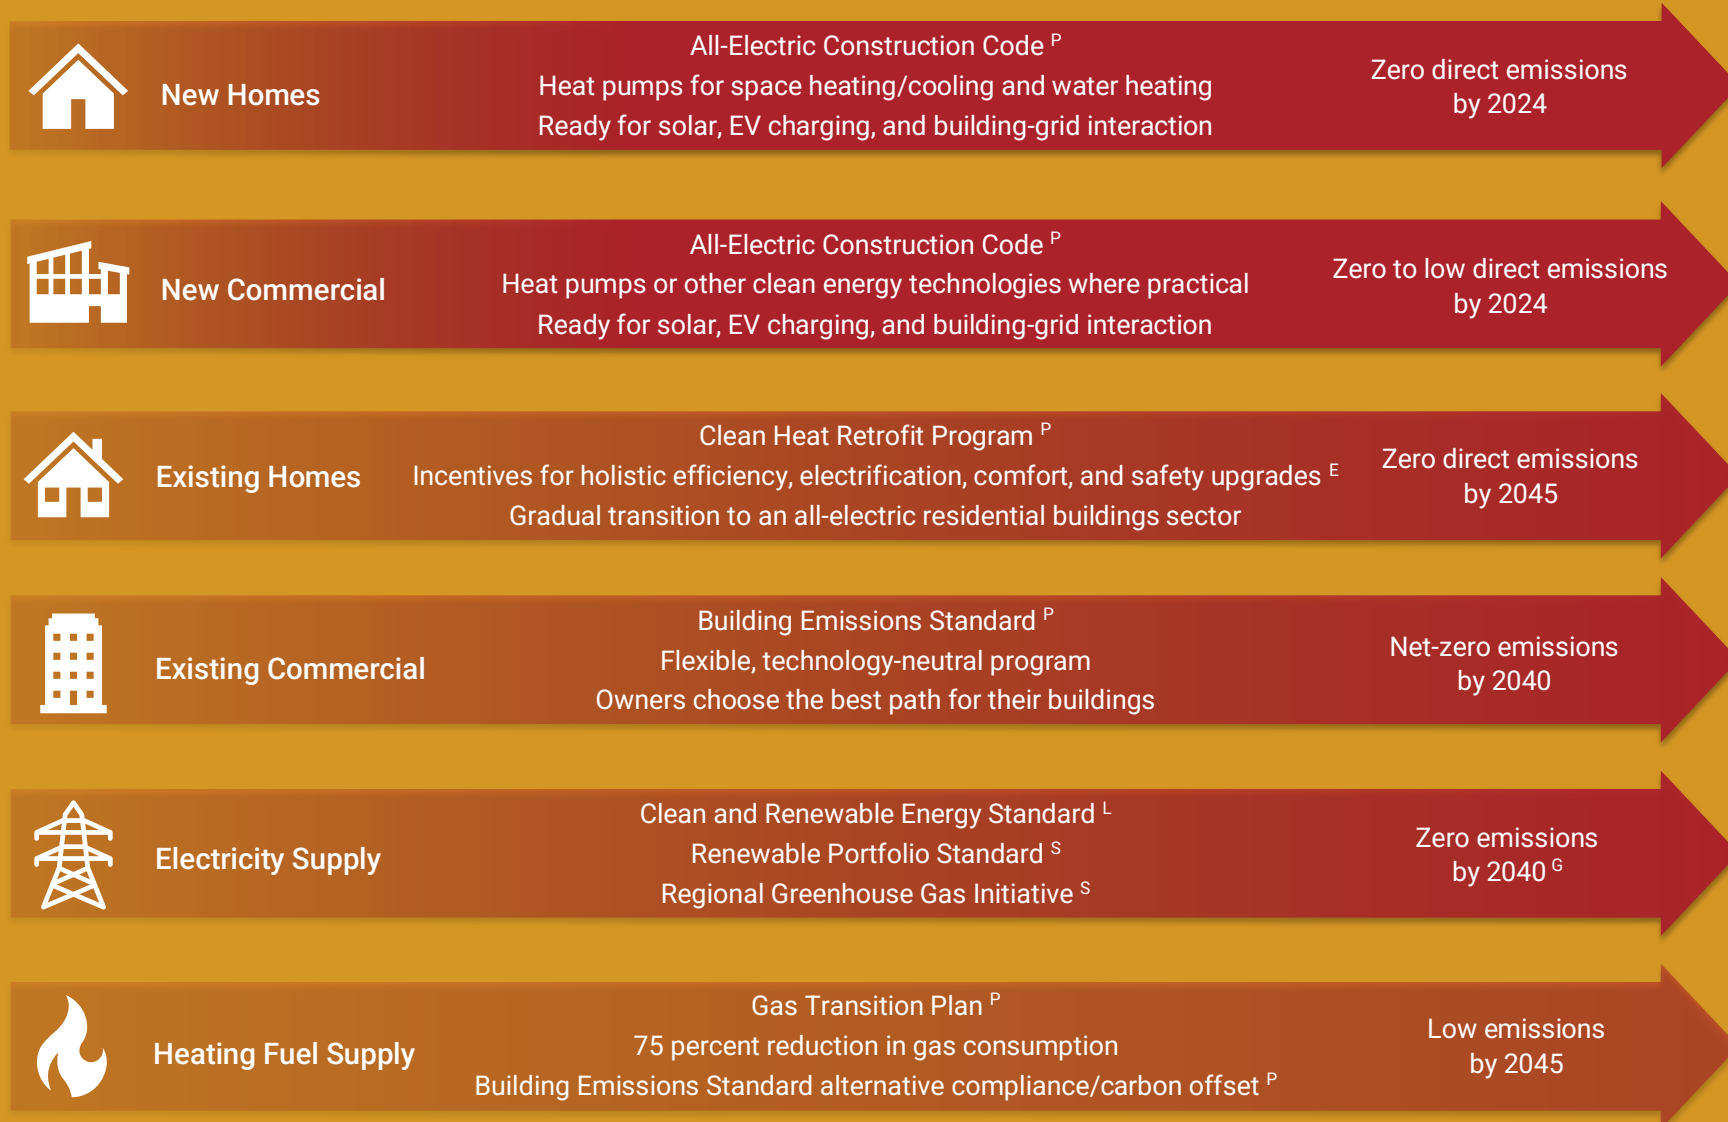 New Homes
All-Electric Construction Code P
Heat pumps for space heating/cooling and water heating
Ready for solar, EV charging, and building-grid interaction
Zero direct emissions
by 2024
New Commercial
All-Electric Construction Code P
Heat pumps or other clean energy technologies where practical
Ready for solar, EV charging, and building-grid interaction
Zero to low direct emissions
by 2024
Existing Homes
Clean Heat Retrofit Program P
Incentives for holistic efficiency, electrification, comfort, and safety upgrades E
Gradual transition to an all-electric residential buildings sector
Zero direct emissions
by 2045
Existing Commercial
Building Emissions Standard P
Flexible, technology-neutral program
Owners choose the best path for their buildings
Net-zero emissions
by 2040
Electricity Supply
Clean and Renewable Energy Standard L
Renewable Portfolio Standard S
Regional Greenhouse Gas Initiative S
Zero emissions
by 2040 G
Heating Fuel Supply
Gas Transition Plan P
75 percent reduction in gas consumption
Building Emissions Standard alternative compliance/carbon offset P
Low emissions
by 2045